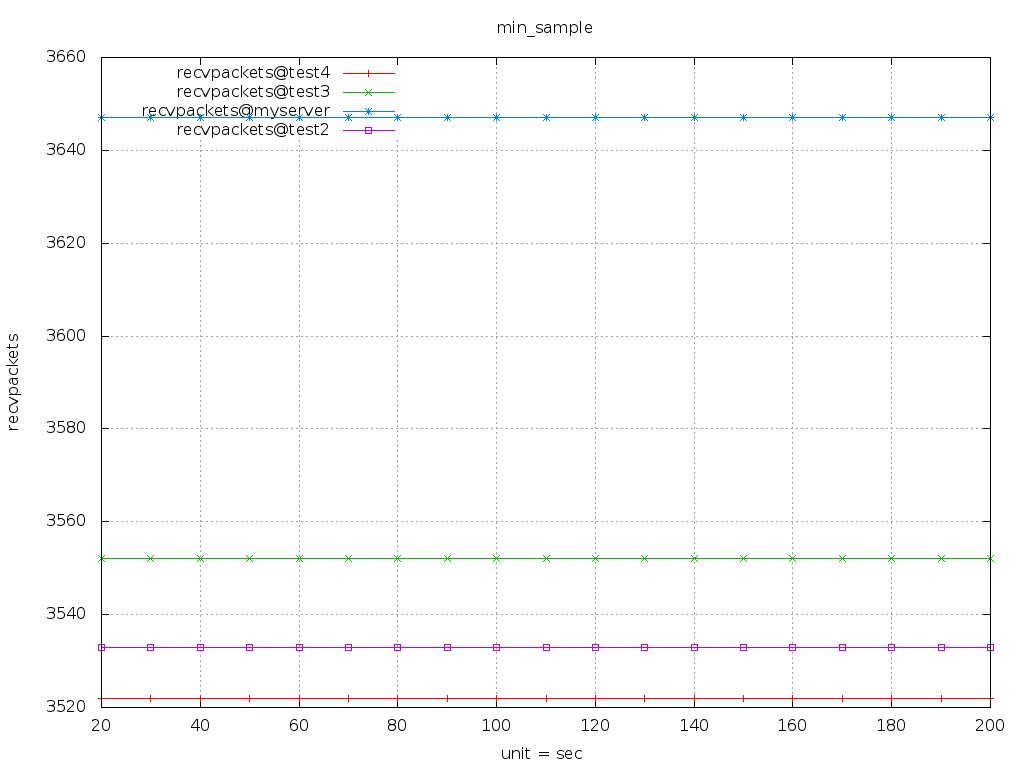 min_sample
3660
recvpackets@test4
recvpackets@test3
recvpackets@myserver
recvpackets@test2
3640
3620
3600
recvpackets
3580
3560
3540
3520
20 40 60 80 100 120 140 160 180 200
unit = sec